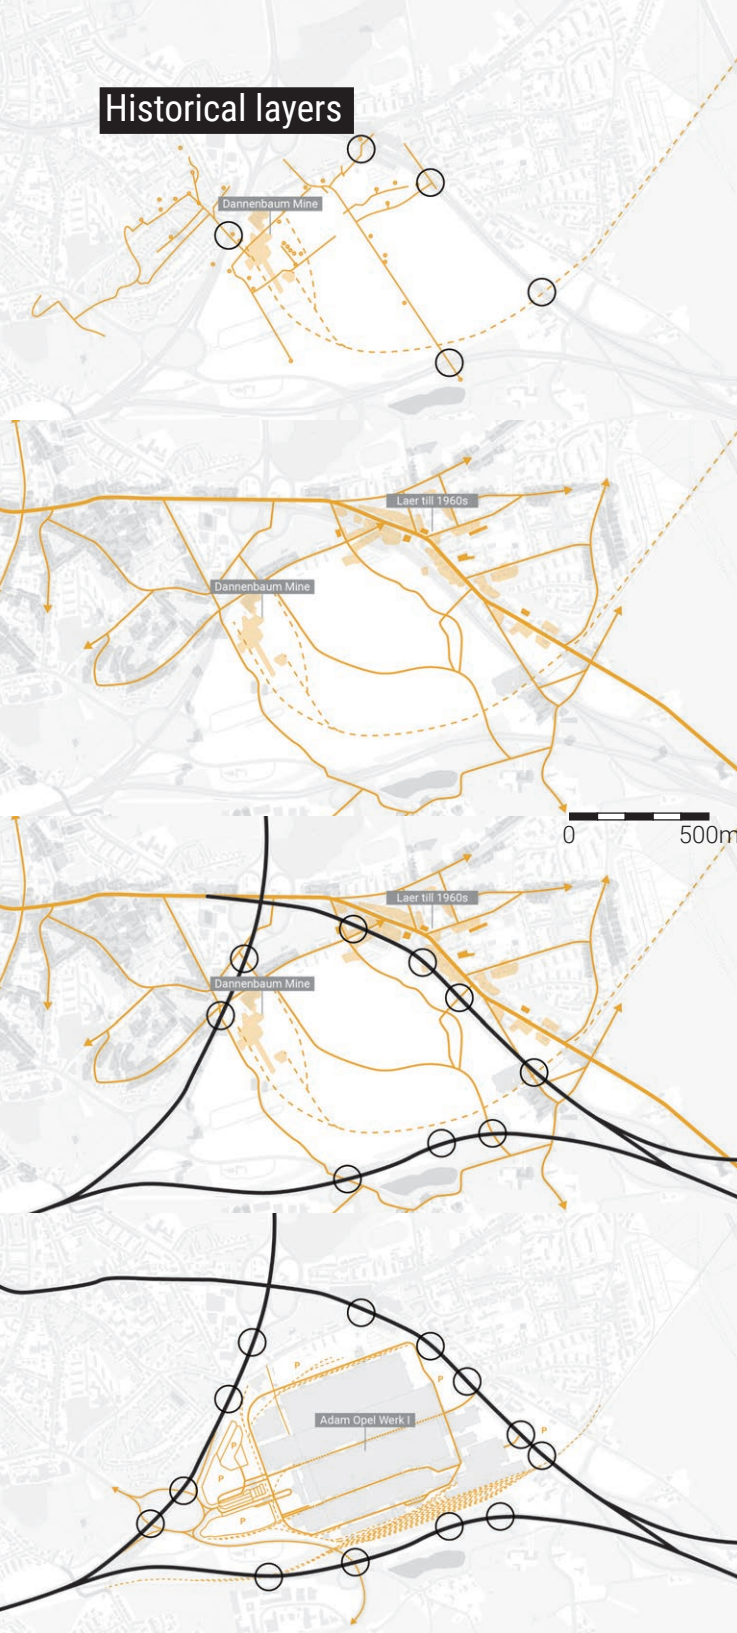 Historical layers
Dannenbaum Mine
Laer till 1960s
Dannenbaum Mine
0 500m
Laer till 1960s
Dannenbaum Mine
P
P
Adam Opel Werk I
P
P
P
P